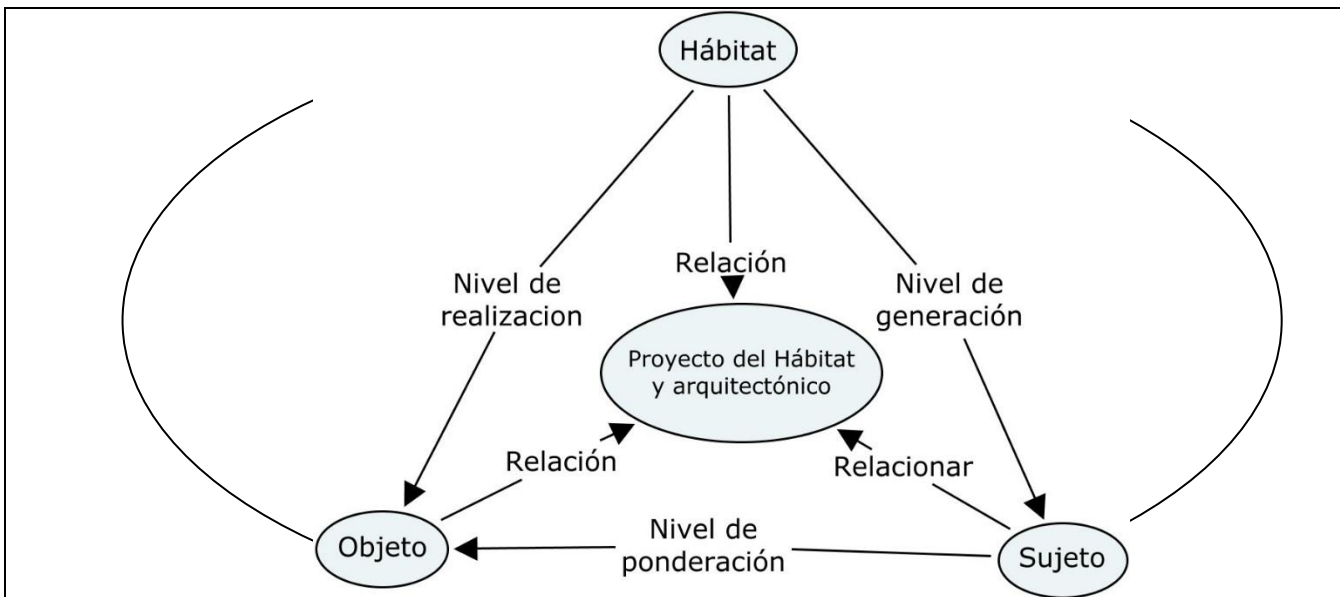 Hábitat
Nivel de
realizacion
Relación
Nivel de
generación
Proyecto del Hábitat
y arquitectónico
Relación
Relacionar
Objeto
Nivel de
ponderación
Sujeto